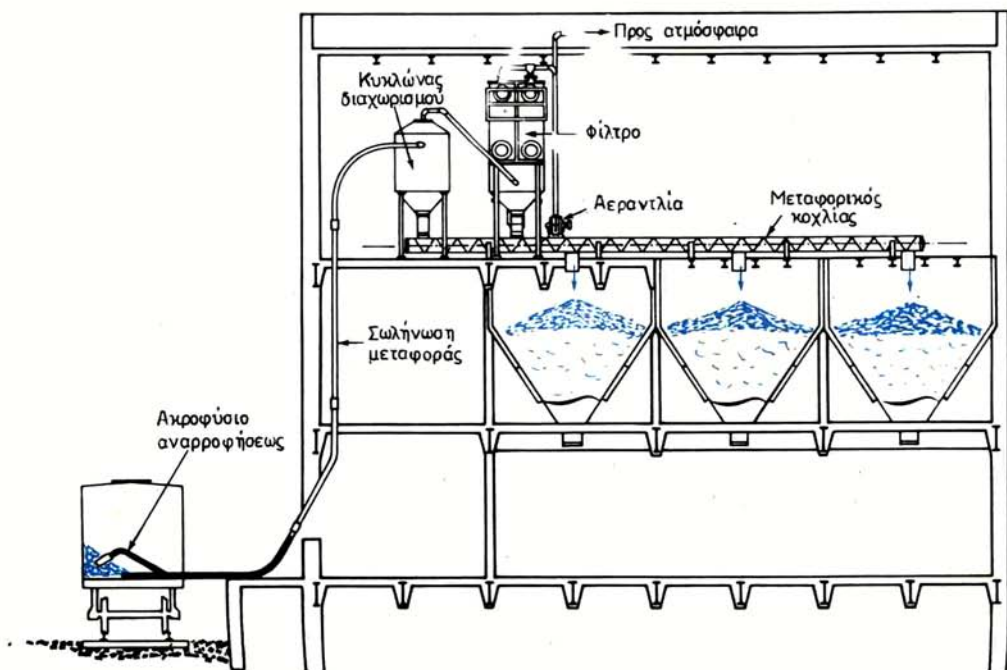 Προς ατμόσφαιρα
Κυκλώνας
διαχωρισμού
Φίλτρο
Αεραντλία
Μεταφορικός
κοχλίας
Σωλήνωση
μεταφοράς
Ακροφύσιο
αναρροφήσεως